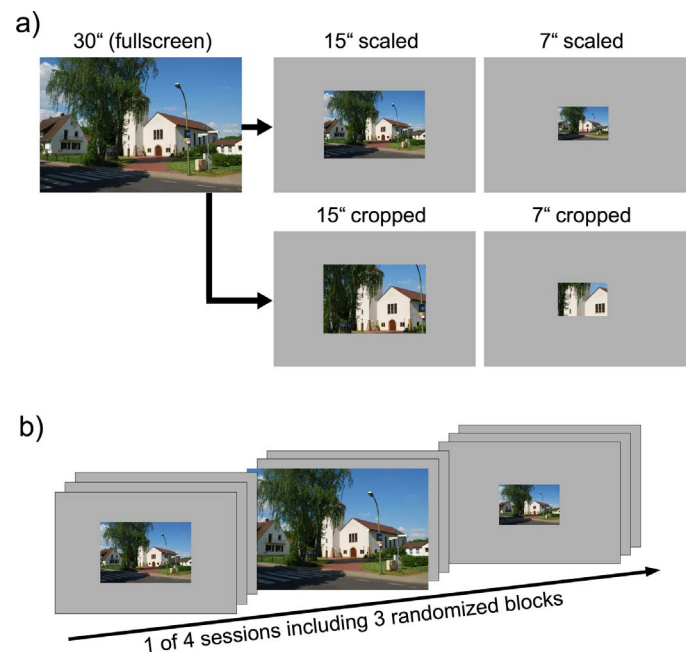 a)
30“ (fullscreen)
15“ scaled
7“ scaled
15“ cropped
7“ cropped
b)
1 of 4 sessions including 3 randomized blocks